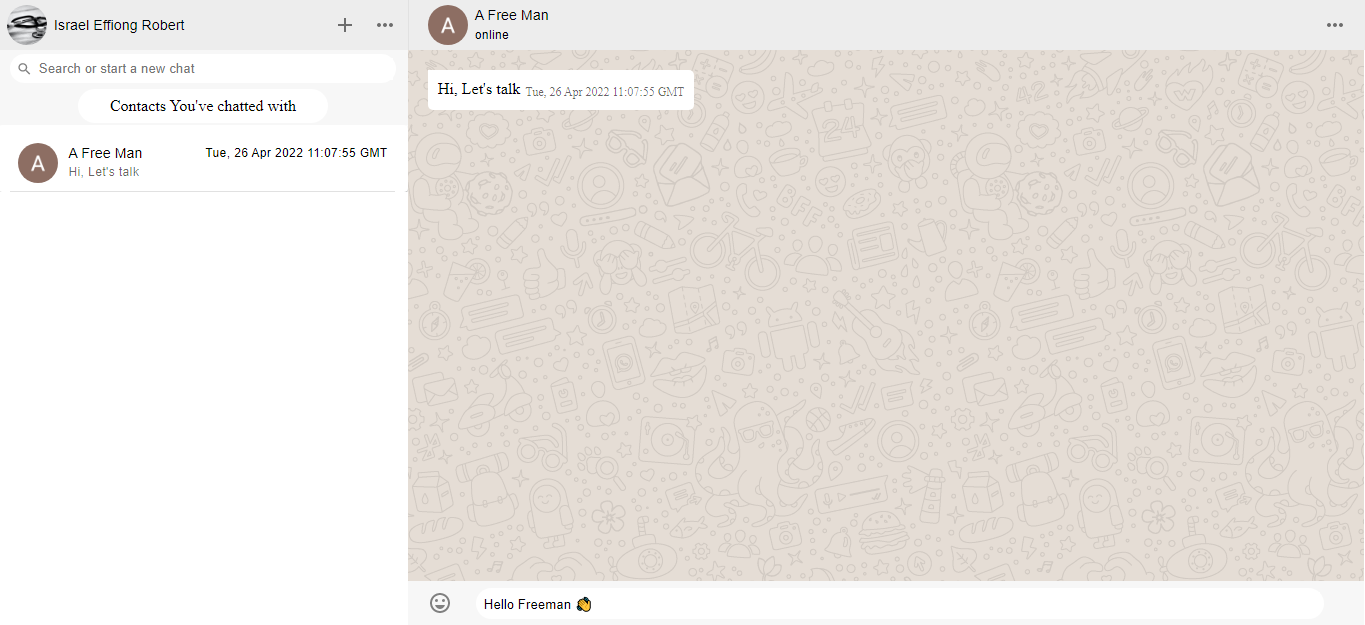 Israel Effiong Robert
Search or start a new chat
Contacts You've chatted with
A
A Free Man
Tue, 26 Apr 2022 11:07:55 GMT
Hi, Let's talk
A
A Free Man
online
Hi, Let's talk Tue, 26 Apr 2022 11:07:55 GMT
Hello Freeman 👏